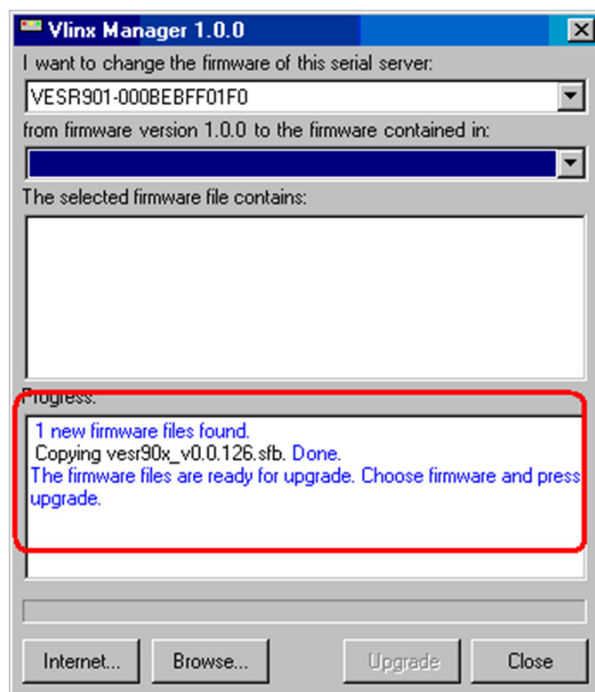 Vlinx Manager 1.0.0
I want to change the firmware of this serial server:
VESR901-000BEBFF01F0
from firmware version 1.0.0 to the firmware contained in:
The selected firmware file contains:
Progress:
1 new firmware files found.
Copying vesr90x_v0.0.126.sfb. Done.
The firmware files are ready for upgrade. Choose firmware and press
upgrade.
Internet... Browse... Upgrade Close